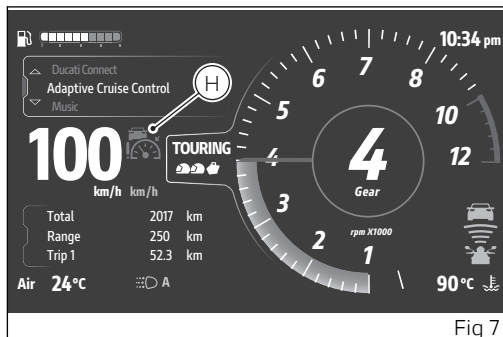 10:34 pm
Ducati Connect
Adaptive Cruise Control
Music
H
100
km/h km/h
TOURING
Total 2017 km
Range 250 km
Trip 1 52.3 km
Air 24°C
A
1
2
3
4
5
6
7
8
10
12
4
Gear
rpm X1000
90 °C
Fig 7